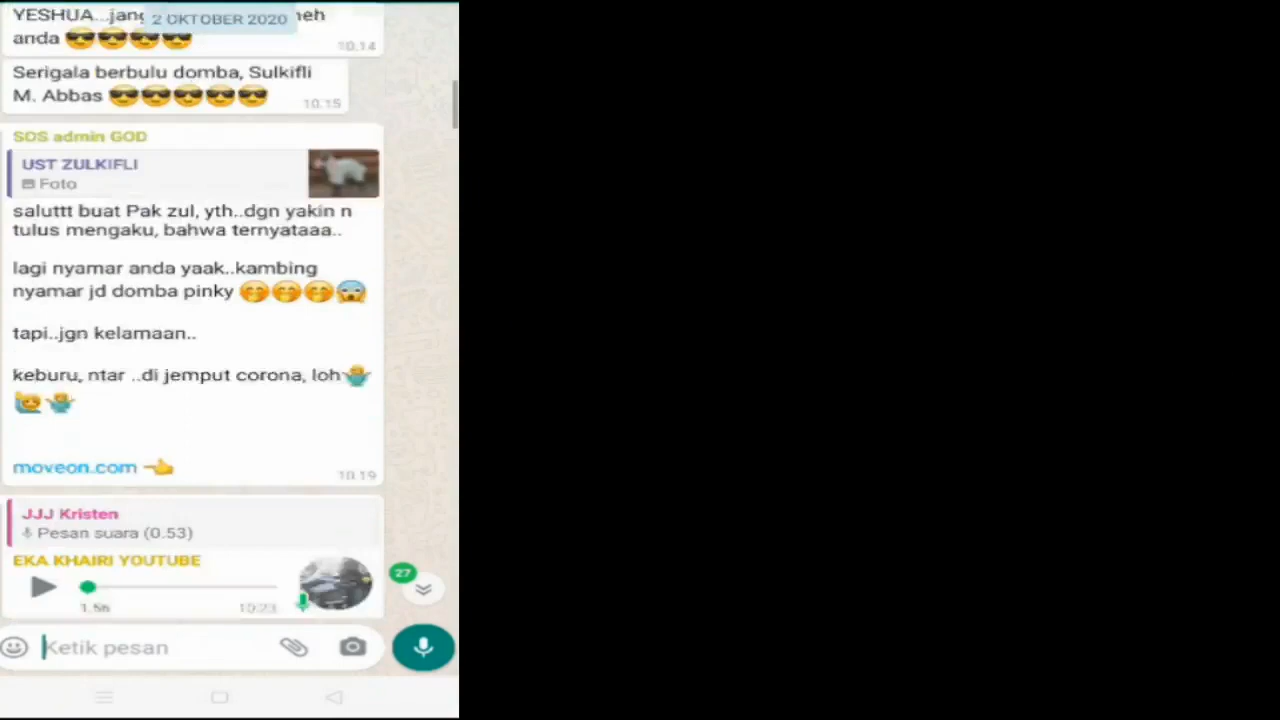 YESHUA...jang
2 OKTOBER 2020
neh
anda 😎😎😎😎
10.14
Serigala berbulu domba, Sulkifli
M. Abbas 😎😎😎😎😎
10.15
SOS admin GOD
UST ZULKIFLI
Foto
saluttt buat Pak zul, yth..dgn yakin n
tulus mengaku, bahwa ternyataaa..
lagi nyamar anda yaak..kambing
nyamar jd domba pinky 🤭🤭🤭😱
tapi..jgn kelamaan..
keburu, ntar ..di jemput corona, loh🤷
🙋🤷
moveon.com 👈
10.19
JJJ Kristen
Pesan suara (0.53)
EKA KHAIRI YOUTUBE
27
10.23
Ketik pesan